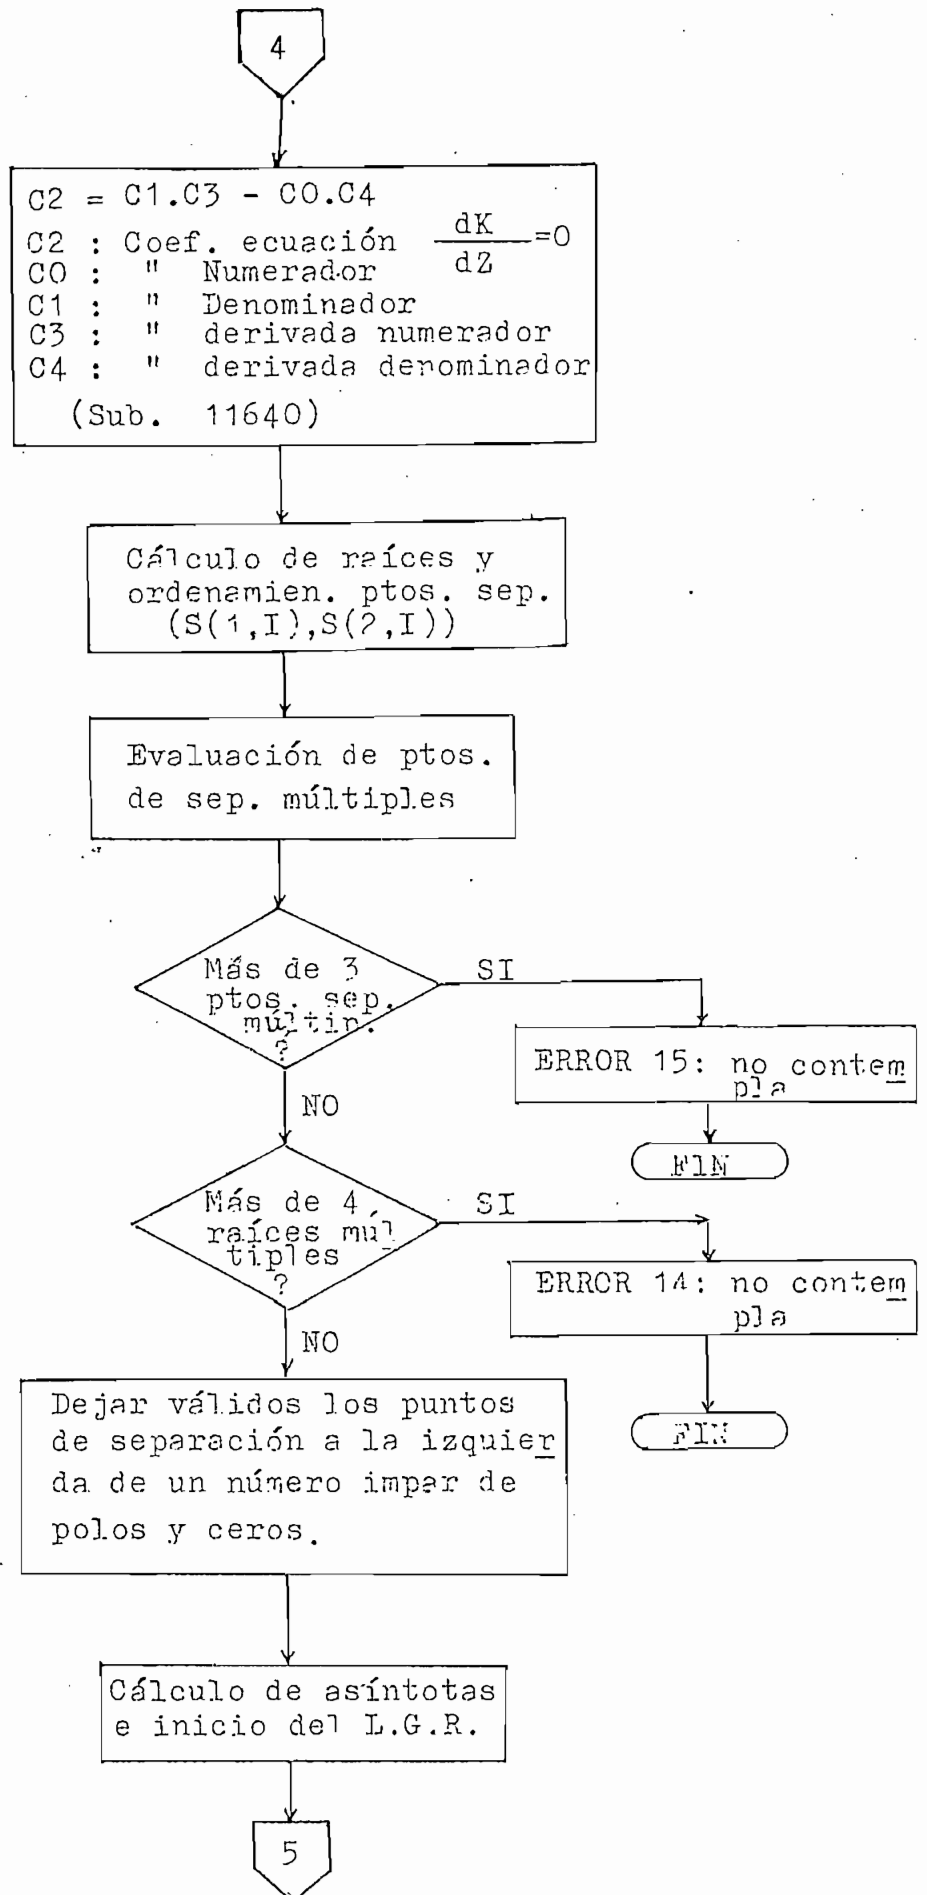 4
C2 = C1.C3 - C0.C4
C2 : Coef. ecuación dK/dZ =0
C0 : " Numerador
C1 : " Denominador
C3 : " derivada numerador
C4 : " derivada denominador
(Sub. 11640)
Cálculo de raíces y
ordenamien. ptos. sep.
(S(1,I),S(2,I))
Evaluación de ptos.
de sep. múltiples
Más de 3
ptos. sep.
múltip.
?
SI
ERROR 15: no contem
pla
FIN
NO
Más de 4
raíces múl
tiples
?
SI
ERROR 14: no contem
pla
FIN
NO
Dejar válidos los puntos
de separación a la izquier
da de un número impar de
polos y ceros.
Cálculo de asíntotas
e inicio del L.G.R.
5